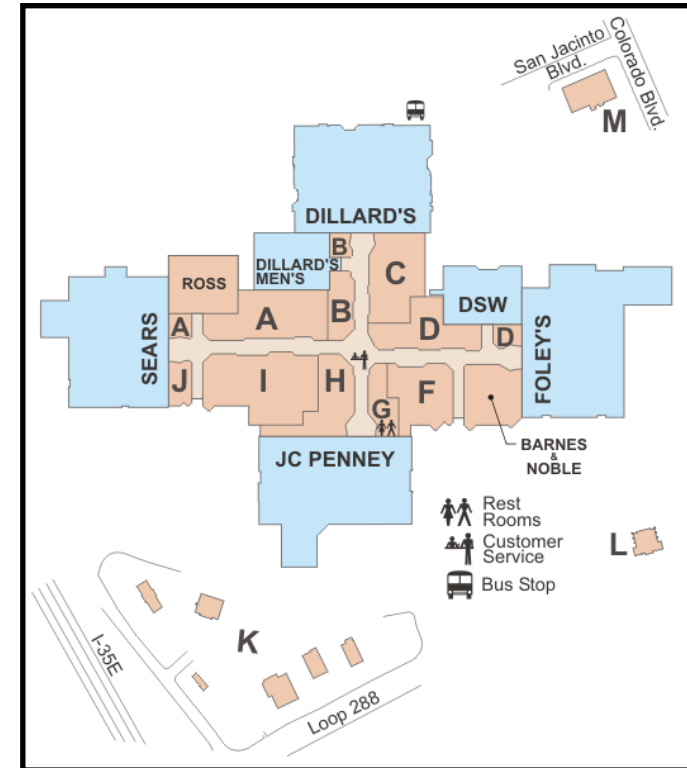 San Jacinto
Blvd.
Colorado Blvd.
M
DILLARD'S
B
DILLARD'S
MEN'S
ROSS
C
DSW
A
A
B
D
D
SEARS
FOLEY'S
J
I
H
G
F
BARNES
&
NOBLE
JC PENNEY
Rest
Rooms
Customer
Service
Bus Stop
L
K
I-35E
Loop 288